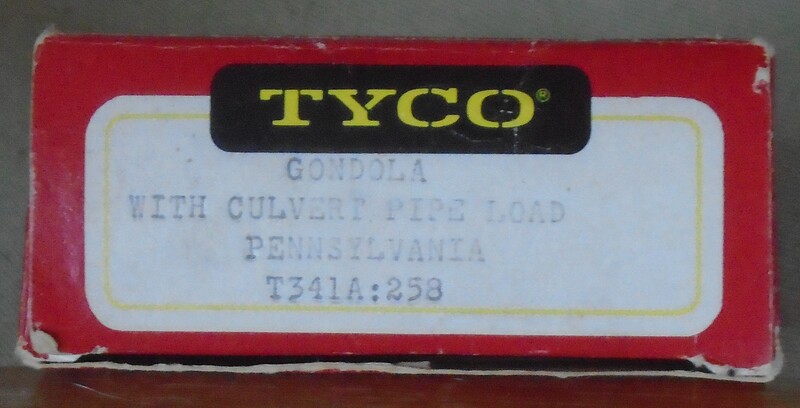 TYCO®
GONDOLA
WITH CULVERT PIPE LOAD
PENNSYLVANIA
T341A:258